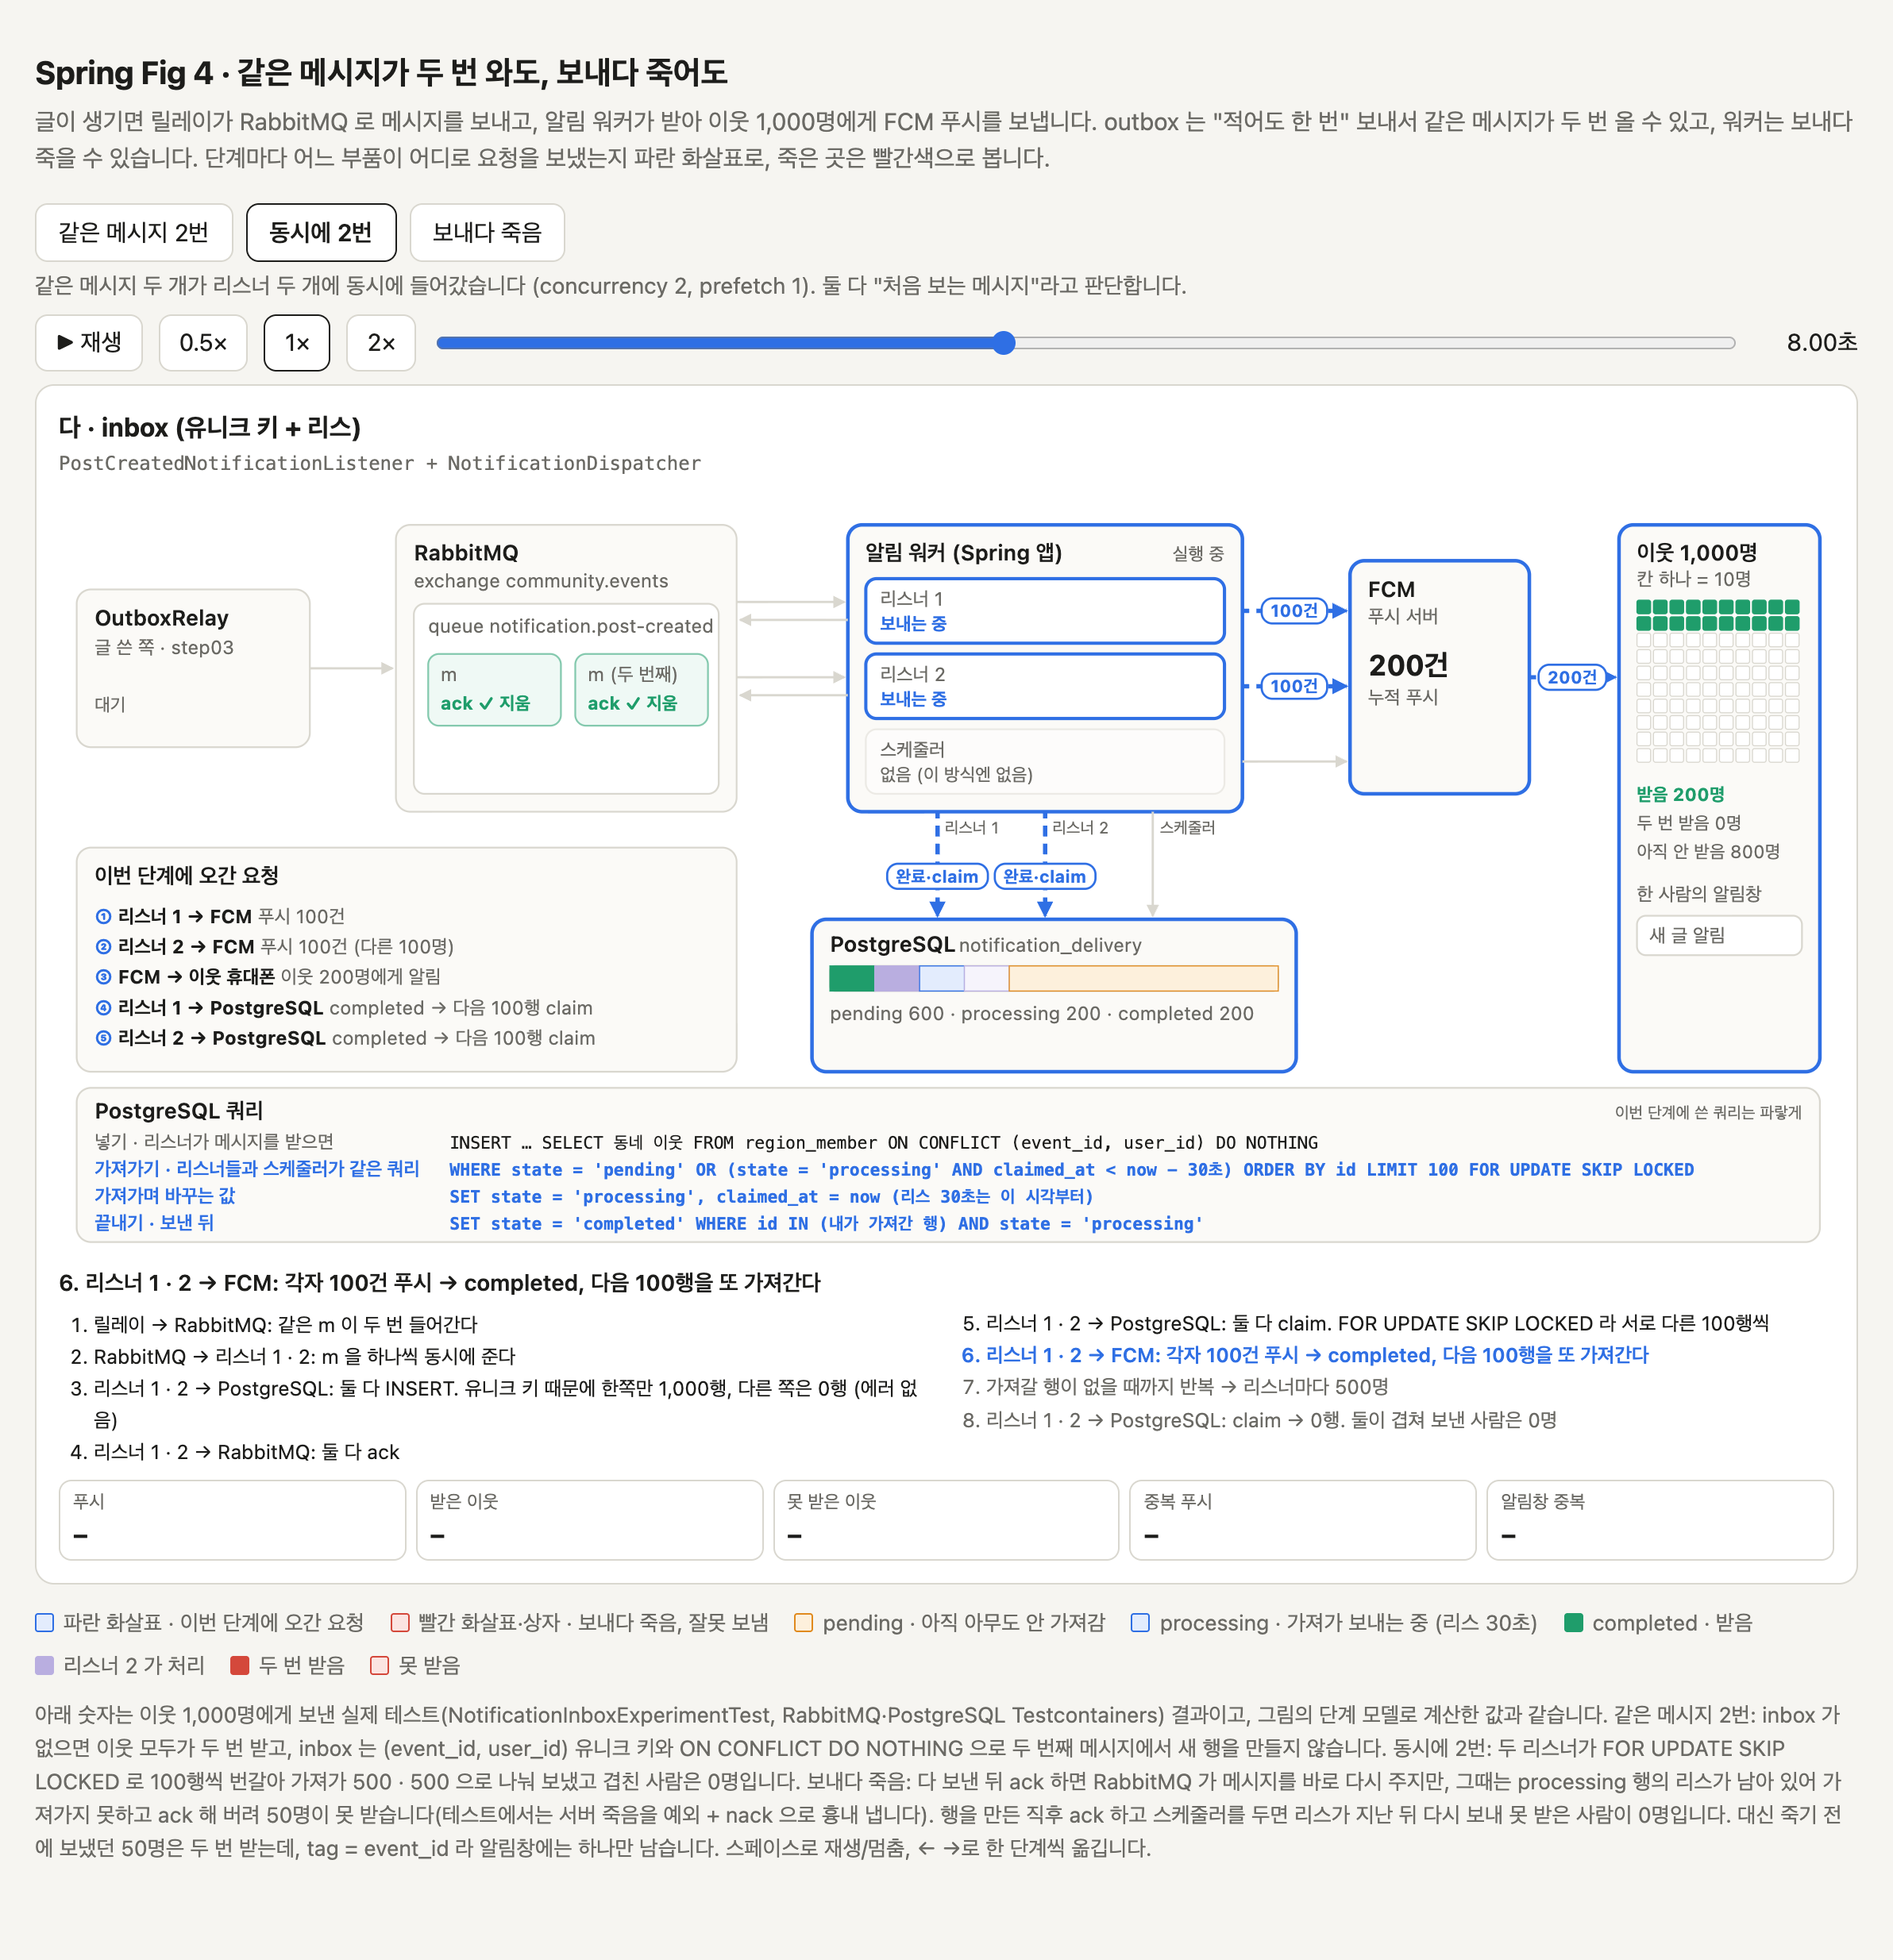 Spring Fig 4 · 같은 메시지가 두 번 와도, 보내다 죽어도
글이 생기면 릴레이가 RabbitMQ 로 메시지를 보내고, 알림 워커가 받아 이웃 1,000명에게 FCM 푸시를 보냅니다. outbox 는 "적어도 한 번" 보내서 같은 메시지가 두 번 올 수 있고, 워커는 보내다
죽을 수 있습니다. 단계마다 어느 부품이 어디로 요청을 보냈는지 파란 화살표로, 죽은 곳은 빨간색으로 봅니다.
같은 메시지 2번
동시에 2번
보내다 죽음
같은 메시지 두 개가 리스너 두 개에 동시에 들어갔습니다 (concurrency 2, prefetch 1). 둘 다 "처음 보는 메시지"라고 판단합니다.
▶ 재생
0.5×
1×
2×
8.00초
다 · inbox (유니크 키 + 리스)
PostCreatedNotificationListener + NotificationDispatcher
OutboxRelay
글 쓴 쪽 · step03
대기
RabbitMQ
exchange community.events
queue notification.post-created
m
ack ✓ 지움
m (두 번째)
ack ✓ 지움
알림 워커 (Spring 앱)
실행 중
리스너 1
보내는 중
리스너 2
보내는 중
스케줄러
없음 (이 방식엔 없음)
100건
100건
FCM
푸시 서버
200건
누적 푸시
200건
이웃 1,000명
칸 하나 = 10명
받음 200명
두 번 받음 0명
아직 안 받음 800명
한 사람의 알림창
새 글 알림
리스너 1
리스너 2
스케줄러
완료·claim
완료·claim
이번 단계에 오간 요청
① 리스너 1 → FCM 푸시 100건
② 리스너 2 → FCM 푸시 100건 (다른 100명)
③ FCM → 이웃 휴대폰 이웃 200명에게 알림
④ 리스너 1 → PostgreSQL completed → 다음 100행 claim
⑤ 리스너 2 → PostgreSQL completed → 다음 100행 claim
PostgreSQL notification_delivery
pending 600 · processing 200 · completed 200
PostgreSQL 쿼리
이번 단계에 쓴 쿼리는 파랗게
넣기 · 리스너가 메시지를 받으면 INSERT … SELECT 동네 이웃 FROM region_member ON CONFLICT (event_id, user_id) DO NOTHING
가져가기 · 리스너들과 스케줄러가 같은 쿼리 WHERE state = 'pending' OR (state = 'processing' AND claimed_at < now − 30초) ORDER BY id LIMIT 100 FOR UPDATE SKIP LOCKED
가져가며 바꾸는 값 SET state = 'processing', claimed_at = now (리스 30초는 이 시각부터)
끝내기 · 보낸 뒤 SET state = 'completed' WHERE id IN (내가 가져간 행) AND state = 'processing'
6. 리스너 1 · 2 → FCM: 각자 100건 푸시 → completed, 다음 100행을 또 가져간다
1. 릴레이 → RabbitMQ: 같은 m 이 두 번 들어간다
2. RabbitMQ → 리스너 1 · 2: m 을 하나씩 동시에 준다
3. 리스너 1 · 2 → PostgreSQL: 둘 다 INSERT. 유니크 키 때문에 한쪽만 1,000행, 다른 쪽은 0행 (에러 없
음)
4. 리스너 1 · 2 → RabbitMQ: 둘 다 ack
5. 리스너 1 · 2 → PostgreSQL: 둘 다 claim. FOR UPDATE SKIP LOCKED 라 서로 다른 100행씩
6. 리스너 1 · 2 → FCM: 각자 100건 푸시 → completed, 다음 100행을 또 가져간다
7. 가져갈 행이 없을 때까지 반복 → 리스너마다 500명
8. 리스너 1 · 2 → PostgreSQL: claim → 0행. 둘이 겹쳐 보낸 사람은 0명
푸시
–
받은 이웃
–
못 받은 이웃
–
중복 푸시
–
알림창 중복
–
파란 화살표 · 이번 단계에 오간 요청
빨간 화살표·상자 · 보내다 죽음, 잘못 보냄
pending · 아직 아무도 안 가져감
processing · 가져가 보내는 중 (리스 30초)
completed · 받음
리스너 2 가 처리
두 번 받음
못 받음
아래 숫자는 이웃 1,000명에게 보낸 실제 테스트(NotificationInboxExperimentTest, RabbitMQ·PostgreSQL Testcontainers) 결과이고, 그림의 단계 모델로 계산한 값과 같습니다. 같은 메시지 2번: inbox 가
없으면 이웃 모두가 두 번 받고, inbox 는 (event_id, user_id) 유니크 키와 ON CONFLICT DO NOTHING 으로 두 번째 메시지에서 새 행을 만들지 않습니다. 동시에 2번: 두 리스너가 FOR UPDATE SKIP
LOCKED 로 100행씩 번갈아 가져가 500 · 500 으로 나눠 보냈고 겹친 사람은 0명입니다. 보내다 죽음: 다 보낸 뒤 ack 하면 RabbitMQ 가 메시지를 바로 다시 주지만, 그때는 processing 행의 리스가 남아 있어 가
져가지 못하고 ack 해 버려 50명이 못 받습니다(테스트에서는 서버 죽음을 예외 + nack 으로 흉내 냅니다). 행을 만든 직후 ack 하고 스케줄러를 두면 리스가 지난 뒤 다시 보내 못 받은 사람이 0명입니다. 대신 죽기 전
에 보냈던 50명은 두 번 받는데, tag = event_id 라 알림창에는 하나만 남습니다. 스페이스로 재생/멈춤, ← →로 한 단계씩 옮깁니다.